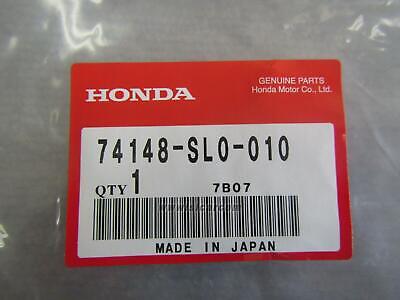 GENUINE PARTS
HONDA Honda Motor Co., Ltd.
74148-SL0-010
QTY 1 7B07
MADE IN JAPAN